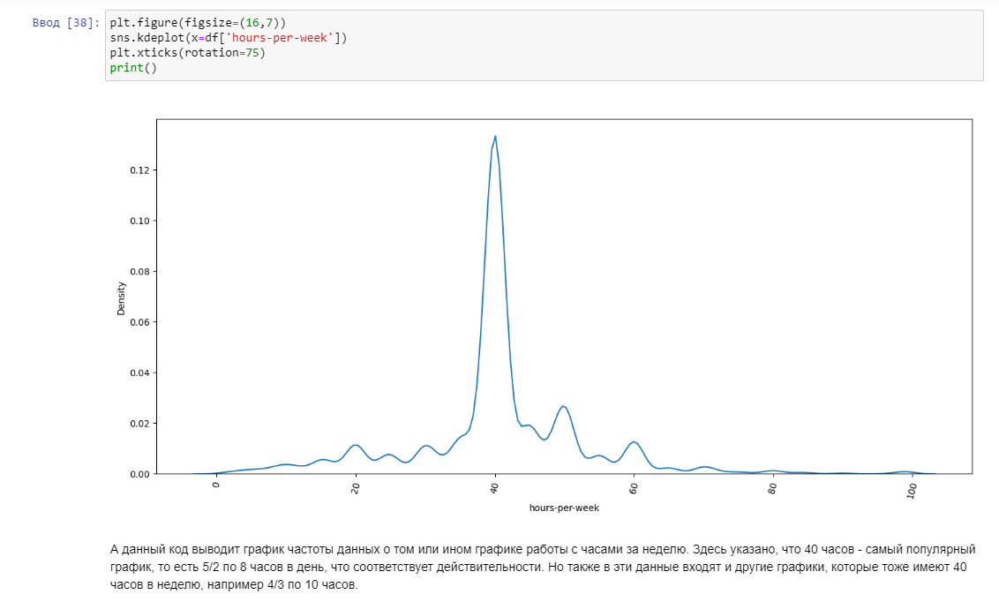 Ввод [38]: plt.figure(figsize=(16,7))
sns.kdeplot(x=df['hours-per-week'])
plt.xticks(rotation=75)
print()
0.12
0.10
0.08
0.06
0.04
0.02
0.00
Density
0
20
40
60
80
100
hours-per-week
А данный код выводит график частоты данных о том или ином графике работы с часами за неделю. Здесь указано, что 40 часов - самый популярный
график, то есть 5/2 по 8 часов в день, что соответствует действительности. Но также в эти данные входят и другие графики, которые тоже имеют 40
часов в неделю, например 4/3 по 10 часов.